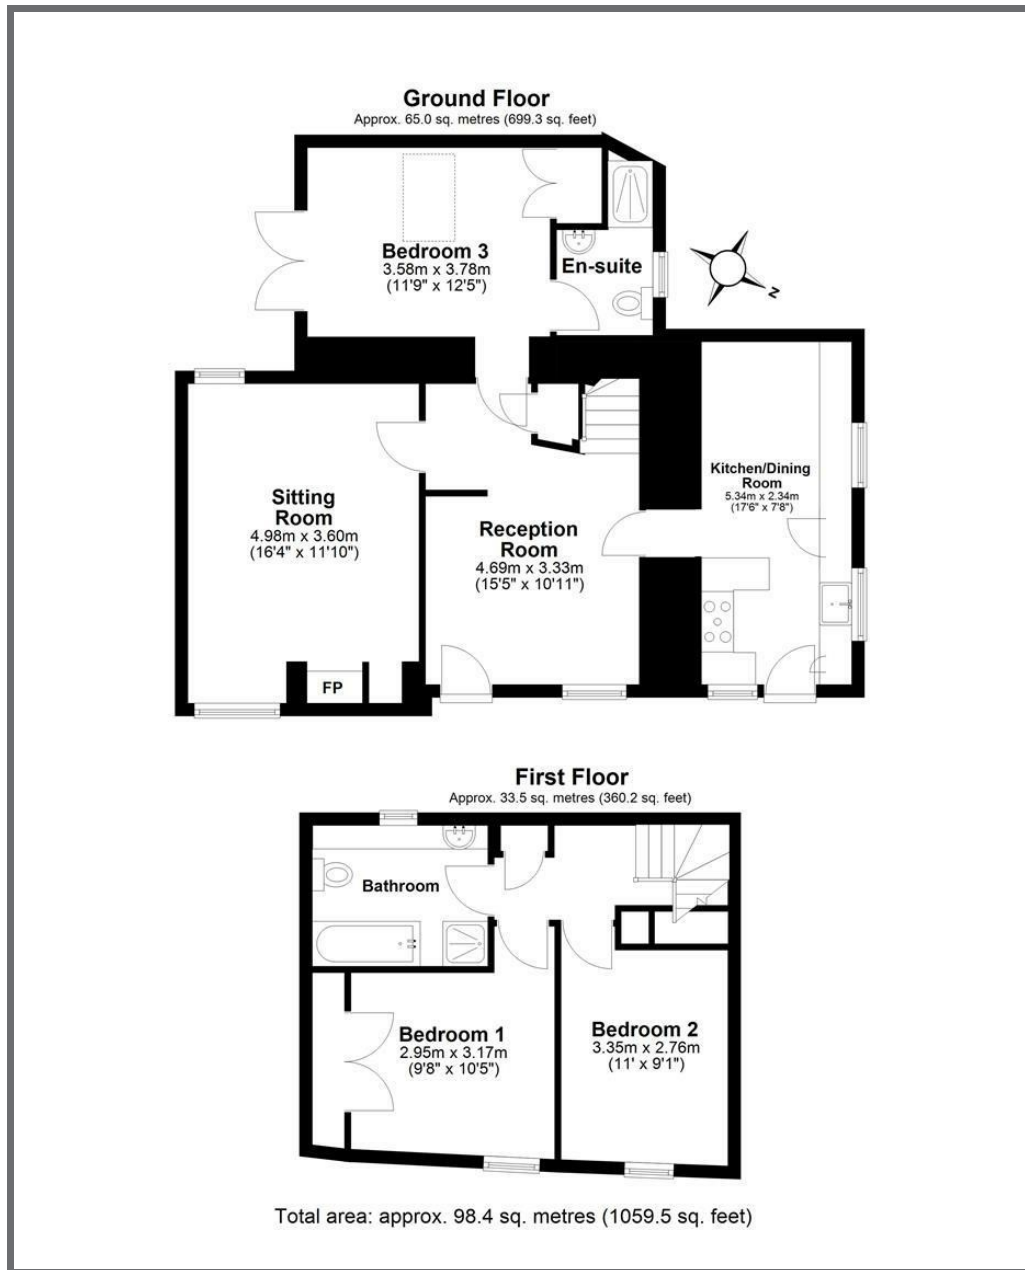 Ground Floor
Approx. 65.0 sq. metres (699.3 sq. feet)
Bedroom 3
3.58m x 3.78m
(11'9" x 12'5")
En-suite
N
Sitting
Room
4.98m x 3.60m
(16'4" x 11'10")
Reception
Room
4.69m x 3.33m
(15'5" x 10'11")
Kitchen/Dining
Room
5.34m x 2.34m
(17'6" x 7'8")
FP
First Floor
Approx. 33.5 sq. metres (360.2 sq. feet)
Bathroom
Bedroom 1
2.95m x 3.17m
(9'8" x 10'5")
Bedroom 2
3.35m x 2.76m
(11' x 9'1")
Total area: approx. 98.4 sq. metres (1059.5 sq. feet)